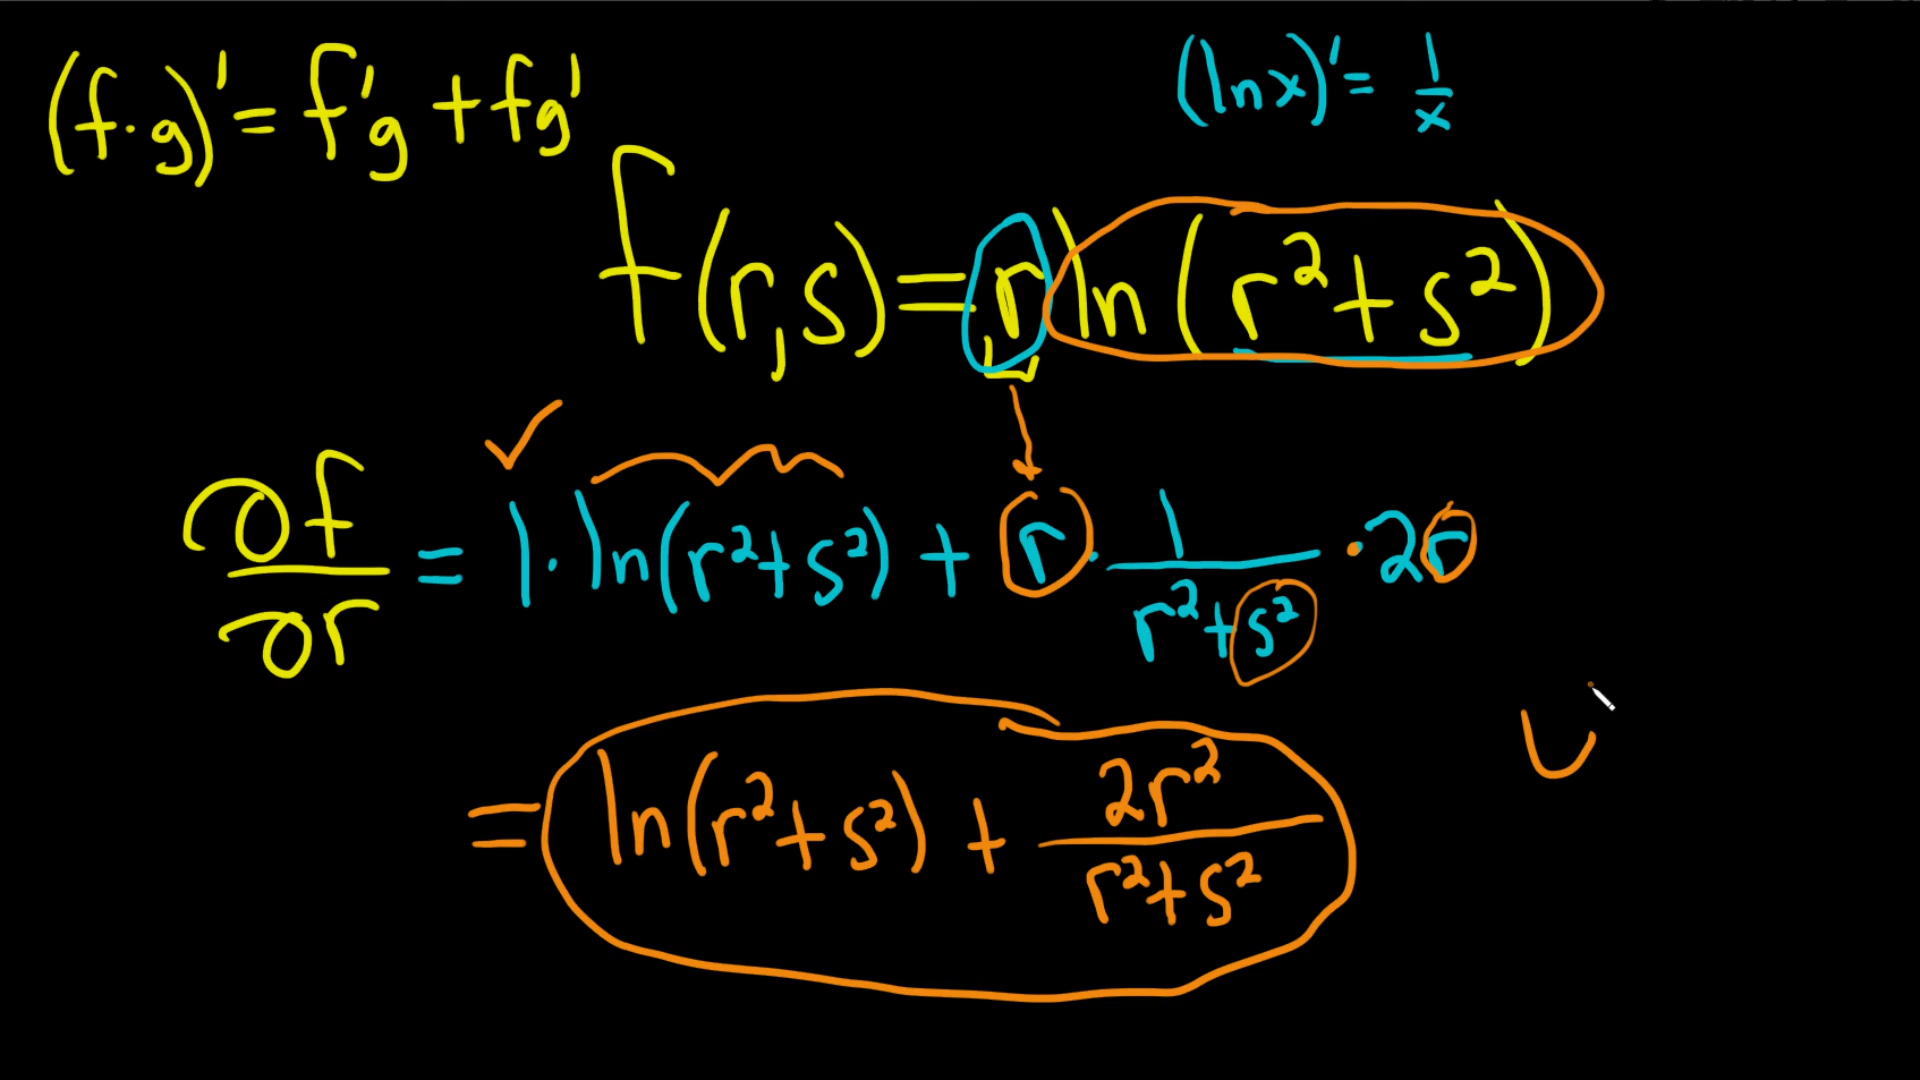 (f·g)' = f'g + fg'
(ln x)' = 1/x
f(r,s) = r ln(r²+s²)
∂f/∂r = 1·ln(r²+s²) + r · 1/(r²+s²) · 2r
= ln(r²+s²) + 2r²/(r²+s²)